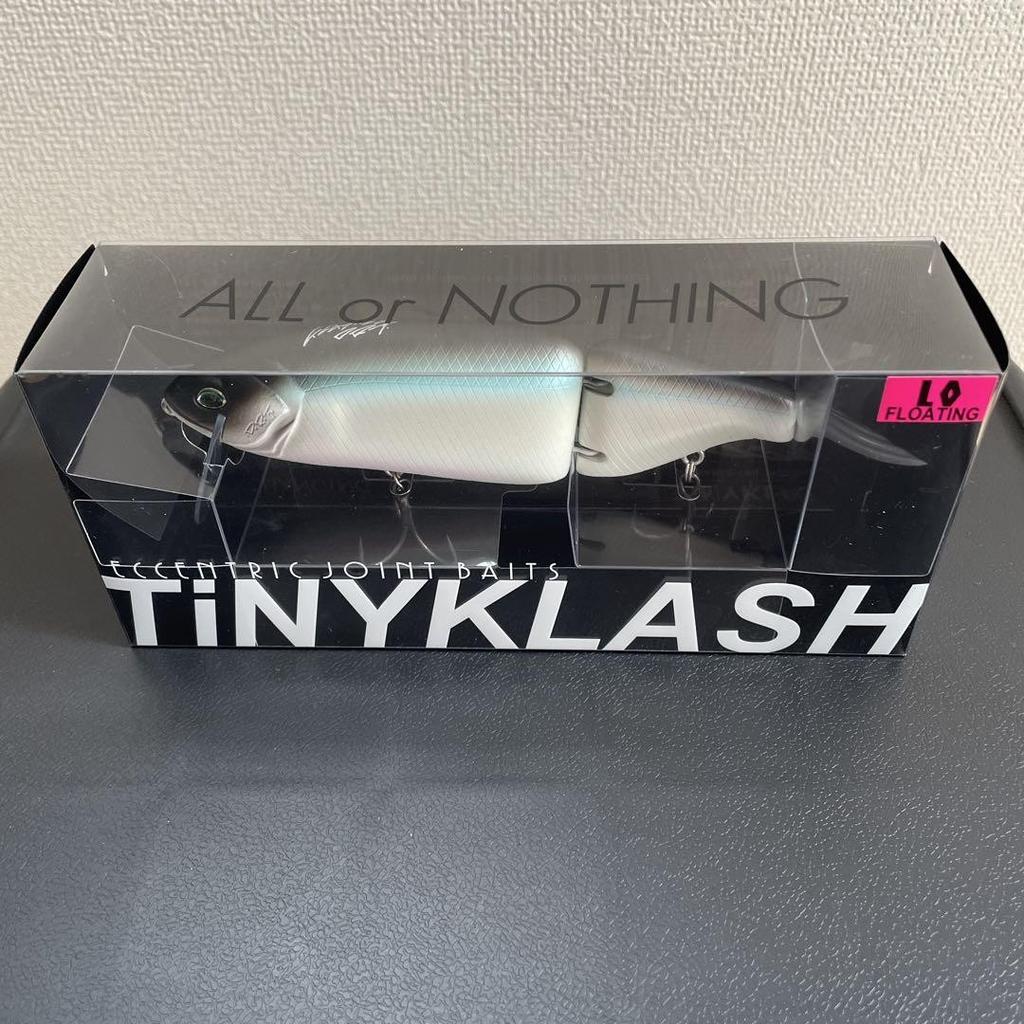 ALL or NOTHING
LO
FLOATING
ECCENTRIC JOINT BAITS
TiNYKLASH